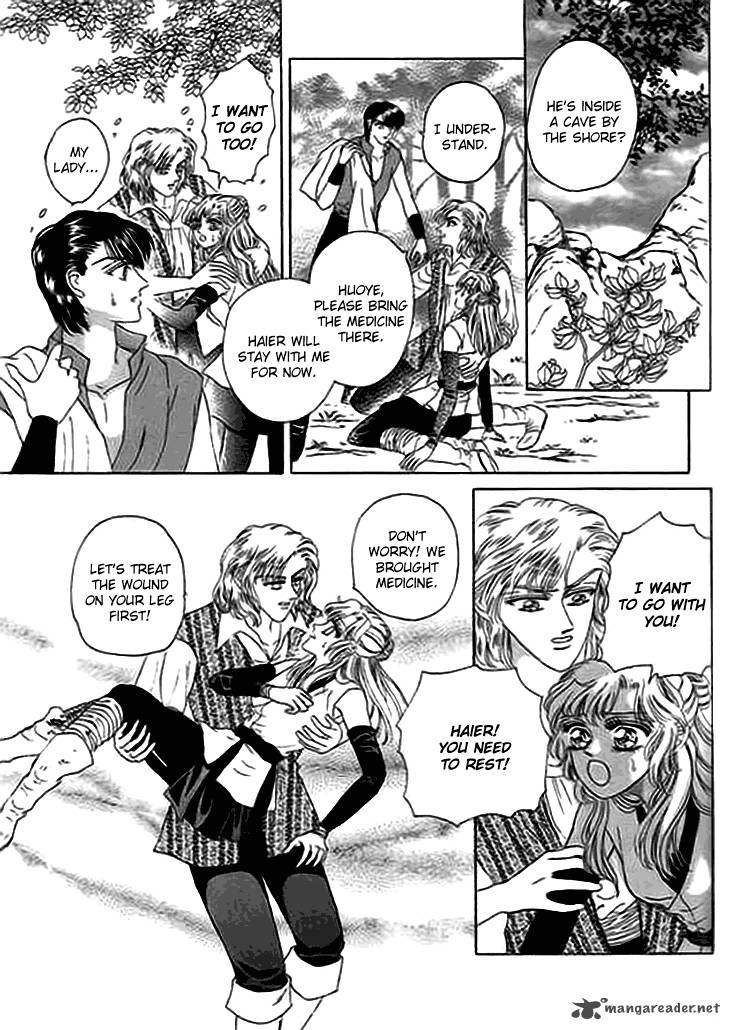 HE'S INSIDE
A CAVE BY
THE SHORE?
I UNDER-
STAND.
HUOYE,
PLEASE BRING
THE MEDICINE
THERE.
HAIER WILL
STAY WITH ME
FOR NOW.
I WANT
TO GO
TOO!
MY
LADY...
I WANT
TO GO WITH
YOU!
HAIER!
YOU NEED
TO REST!
DON'T
WORRY! WE
BROUGHT
MEDICINE.
LET'S TREAT
THE WOUND
ON YOUR LEG
FIRST!
mangareader.net